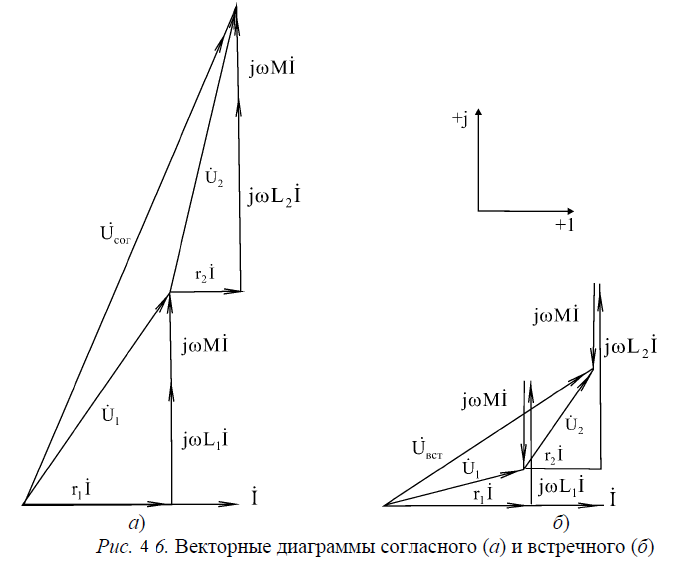 jωMİ
U̇₂
jωL₂İ
U̇сог
r₂İ
jωMİ
U̇₁
jωL₁İ
r₁İ
İ
а)
+j
+1
jωMİ
jωL₂İ
jωMİ
U̇₂
U̇вст
r₂İ
U̇₁
r₁İ
jωL₁İ
İ
б)
Рис. 4 6. Векторные диаграммы согласного (а) и встречного (б)